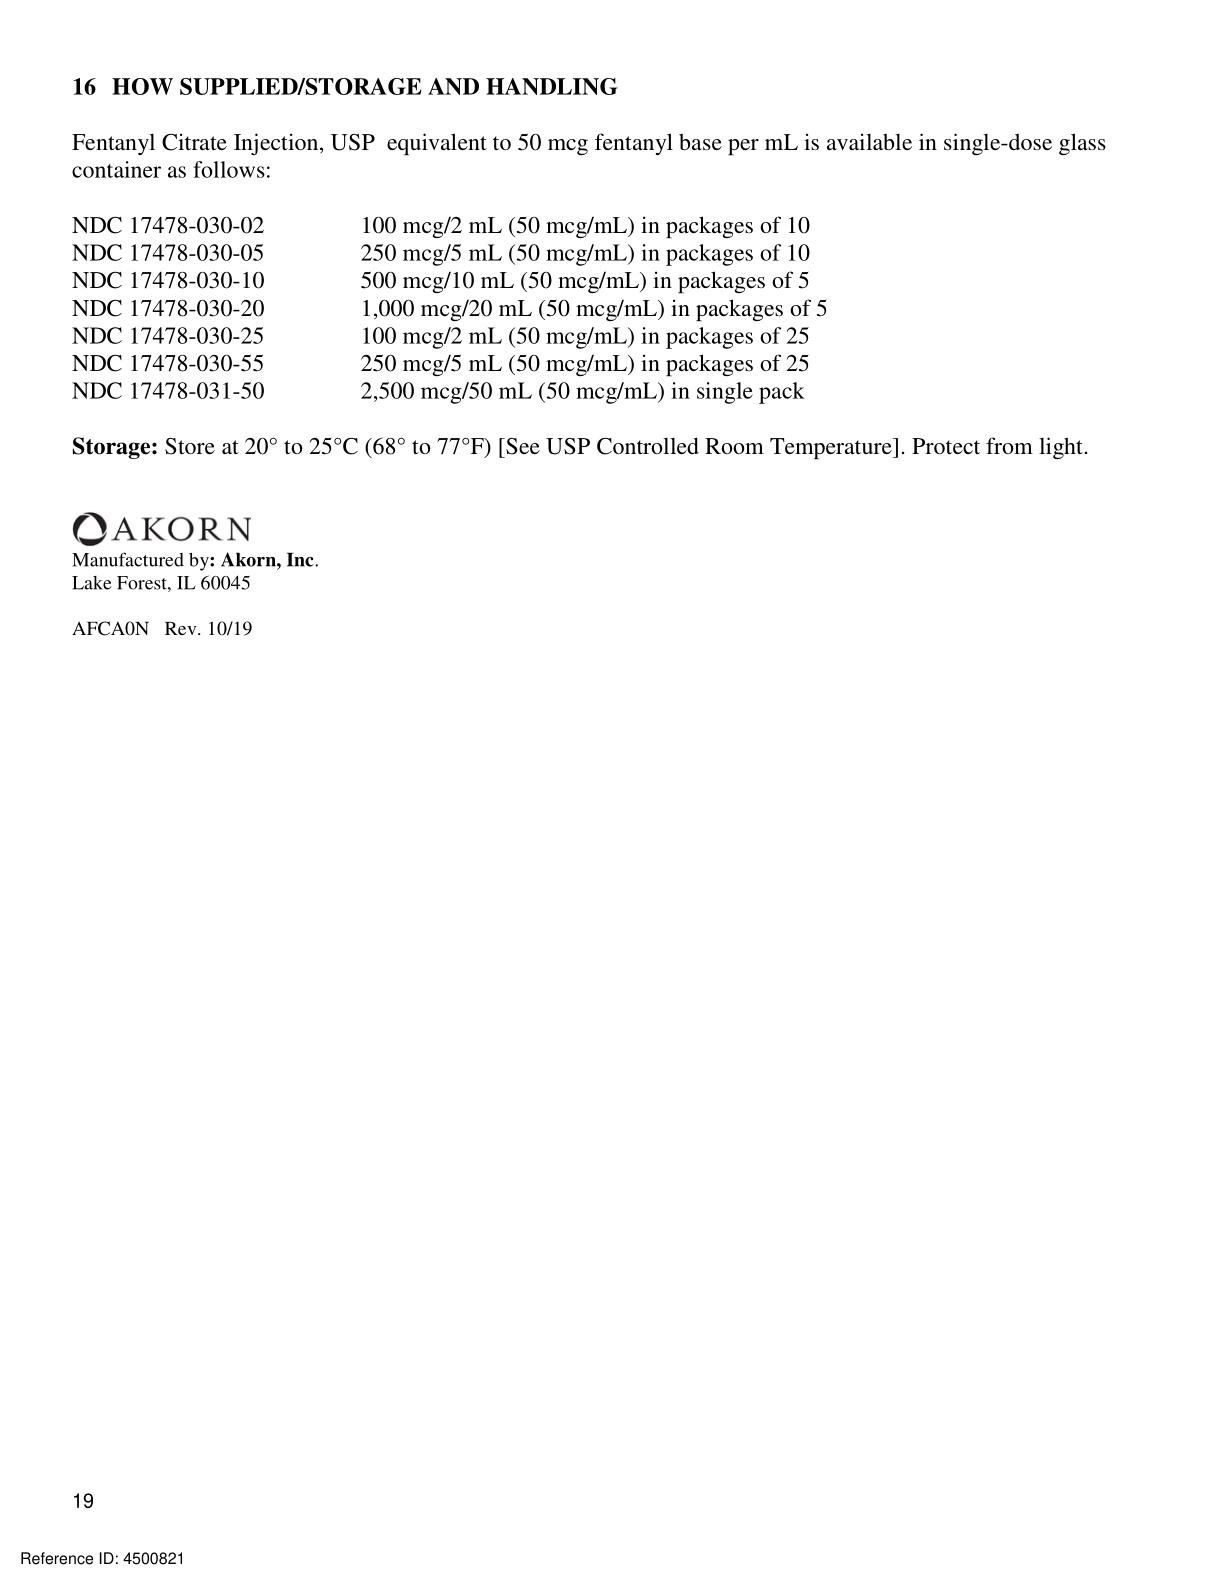 16 HOW SUPPLIED/STORAGE AND HANDLING
Fentanyl Citrate Injection, USP equivalent to 50 mcg fentanyl base per mL is available in single-dose glass
container as follows:
NDC 17478-030-02 100 mcg/2 mL (50 mcg/mL) in packages of 10
NDC 17478-030-05 250 mcg/5 mL (50 mcg/mL) in packages of 10
NDC 17478-030-10 500 mcg/10 mL (50 mcg/mL) in packages of 5
NDC 17478-030-20 1,000 mcg/20 mL (50 mcg/mL) in packages of 5
NDC 17478-030-25 100 mcg/2 mL (50 mcg/mL) in packages of 25
NDC 17478-030-55 250 mcg/5 mL (50 mcg/mL) in packages of 25
NDC 17478-031-50 2,500 mcg/50 mL (50 mcg/mL) in single pack
Storage: Store at 20° to 25°C (68° to 77°F) [See USP Controlled Room Temperature]. Protect from light.
AKORN
Manufactured by: Akorn, Inc.
Lake Forest, IL 60045
AFCA0N Rev. 10/19
19
Reference ID: 4500821